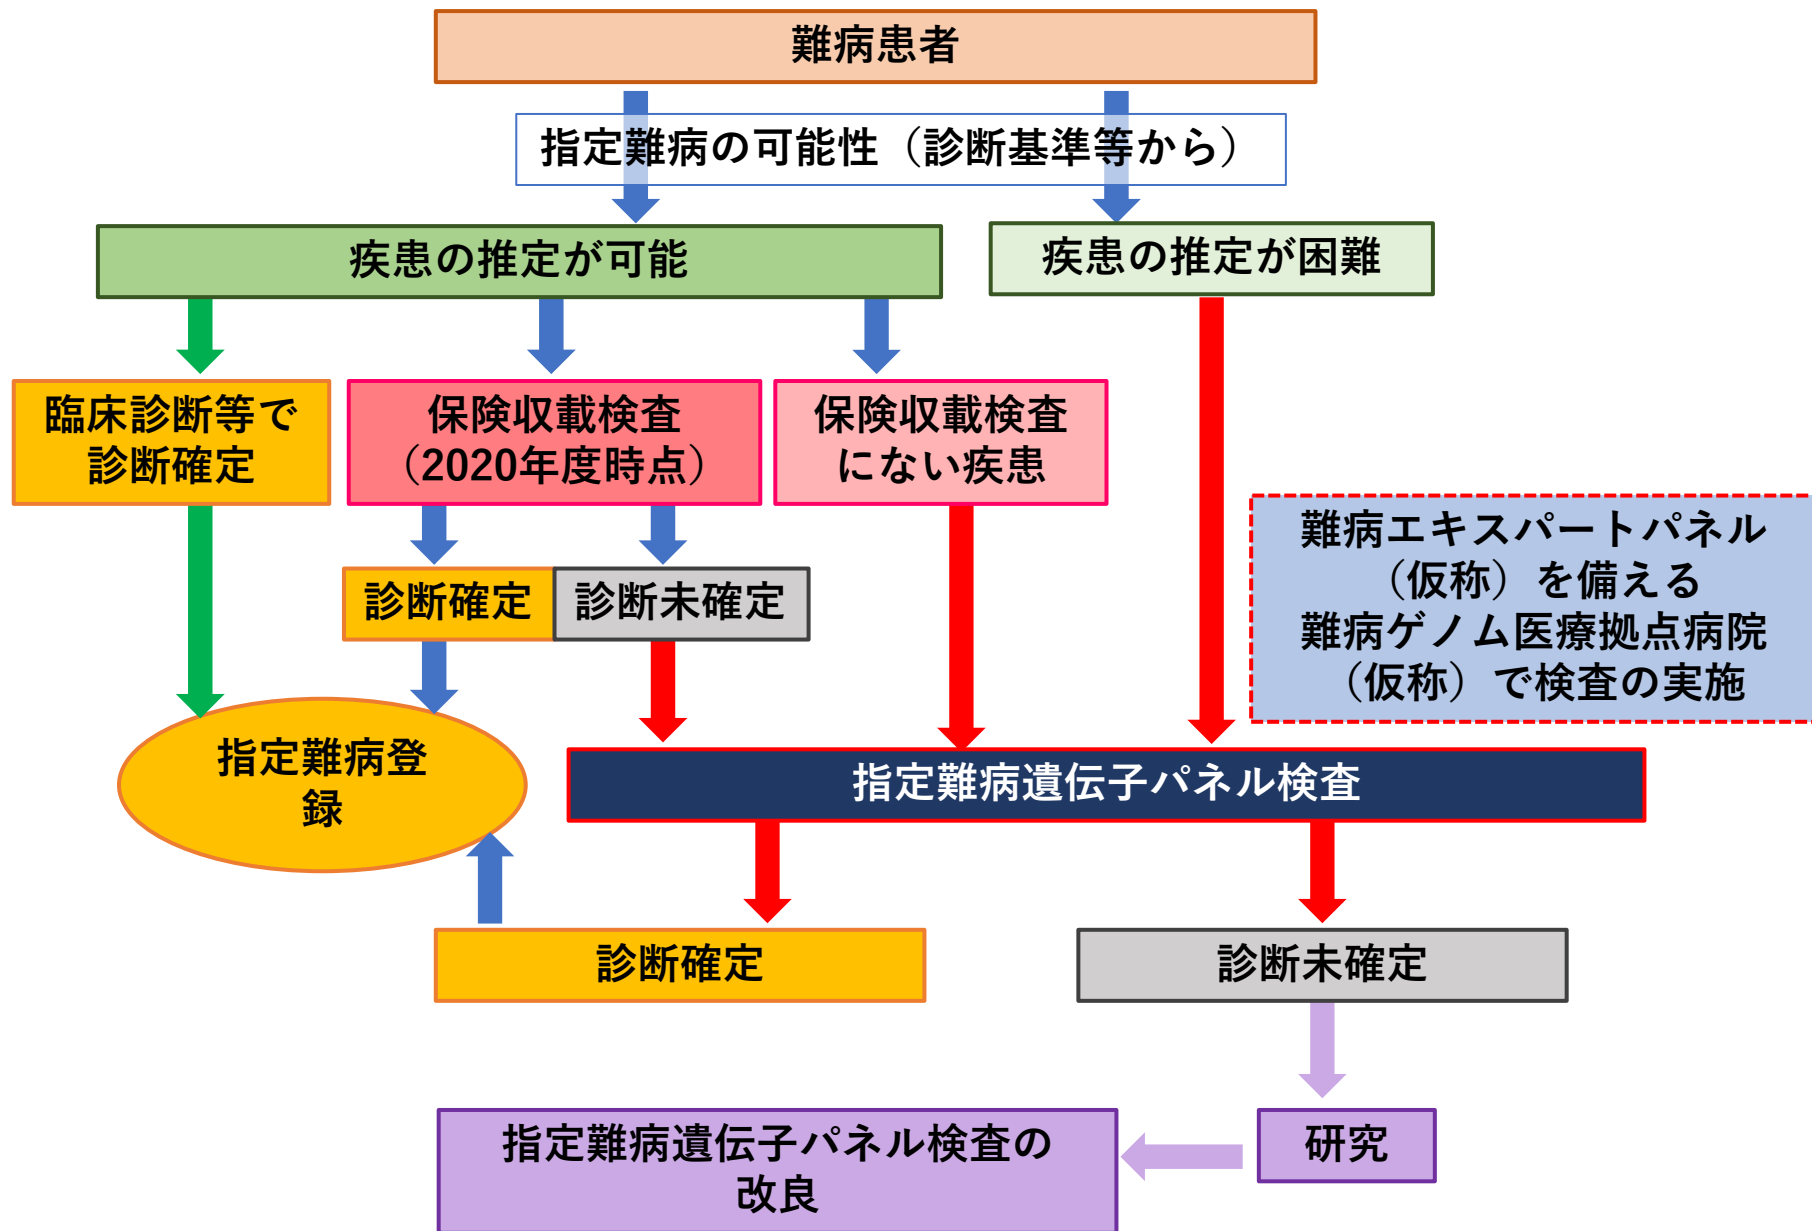 難病患者
指定難病の可能性（診断基準等から）
疾患の推定が可能
疾患の推定が困難
臨床診断等で
診断確定
保険収載検査
（2020年度時点）
保険収載検査
にない疾患
難病エキスパートパネル
（仮称）を備える
難病ゲノム医療拠点病院
（仮称）で検査の実施
診断確定
診断未確定
指定難病登
録
指定難病遺伝子パネル検査
診断確定
診断未確定
指定難病遺伝子パネル検査の
改良
研究